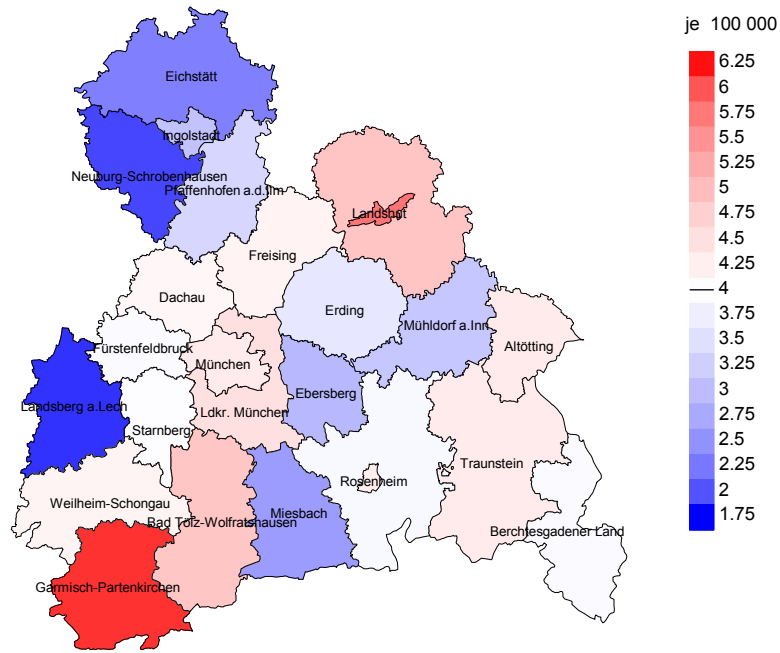 je 100 000
6.25
6
5.75
5.5
5.25
5
4.75
4.5
4.25
4
3.75
3.5
3.25
3
2.75
2.5
2.25
2
1.75
Eichstätt
Ingolstadt
Neuburg-Schrobenhausen
Pfaffenhofen a.d.Ilm
Landshut
Freising
Dachau
Erding
Mühldorf a.Inn
Altötting
Fürstenfeldbruck
München
Ebersberg
Landsberg a.Lech
Ldkr. München
Starnberg
Traunstein
Rosenheim
Weilheim-Schongau
Bad Tölz-Wolfratshausen
Miesbach
Berchtesgadener Land
Garmisch-Partenkirchen